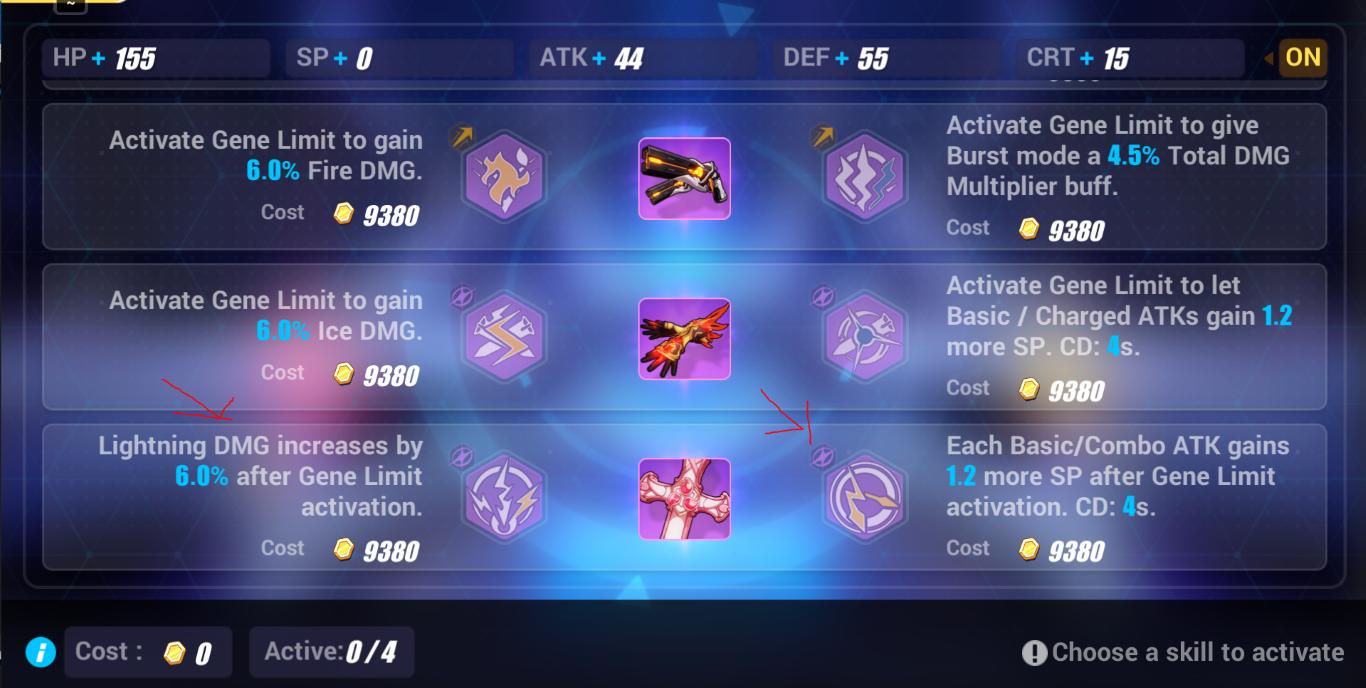 ~
HP + 155
SP + 0
ATK + 44
DEF + 55
CRT + 15
ON
Activate Gene Limit to gain
6.0% Fire DMG.
Cost 9380
Activate Gene Limit to give
Burst mode a 4.5% Total DMG
Multiplier buff.
Cost 9380
Activate Gene Limit to gain
6.0% Ice DMG.
Cost 9380
Activate Gene Limit to let
Basic / Charged ATKs gain 1.2
more SP. CD: 4s.
Cost 9380
Lightning DMG increases by
6.0% after Gene Limit
activation.
Cost 9380
Each Basic/Combo ATK gains
1.2 more SP after Gene Limit
activation. CD: 4s.
Cost 9380
i
Cost : 0
Active:0/4
! Choose a skill to activate